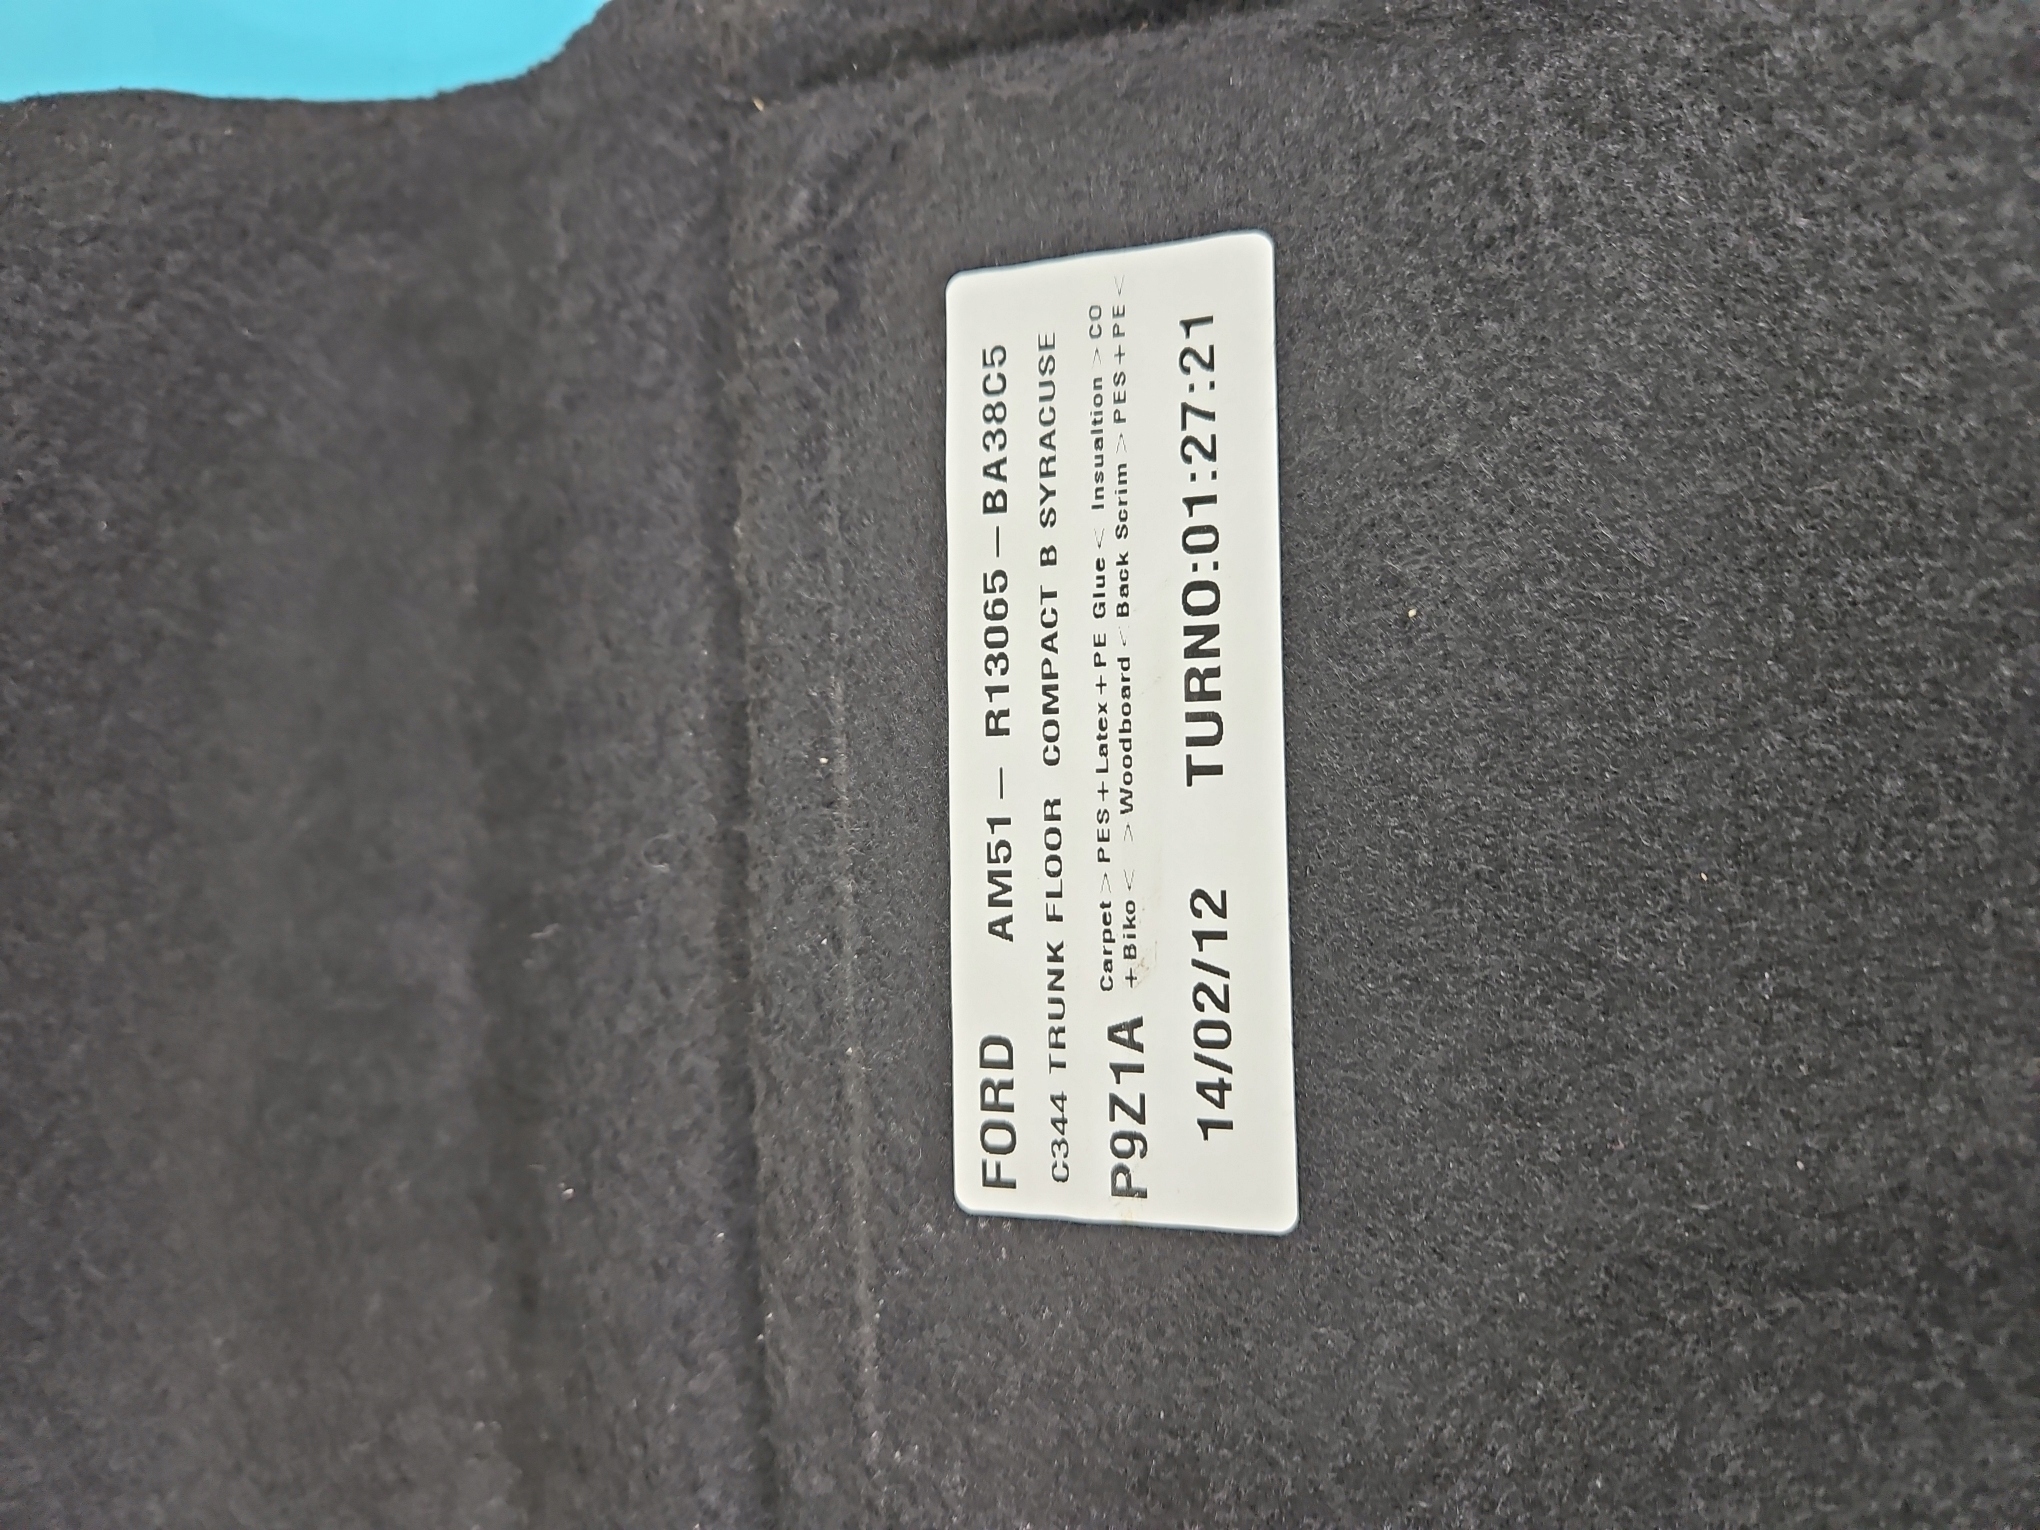 FORD AM51 - R13065 - BA38C5
C344 TRUNK FLOOR COMPACT B SYRACUSE
P9Z1A Carpet > PES + Latex + PE Glue < Insualtion > CO
+ Biko < > Woodboard < Back Scrim > PES + PE <
14/02/12 TURNO:01:27:21